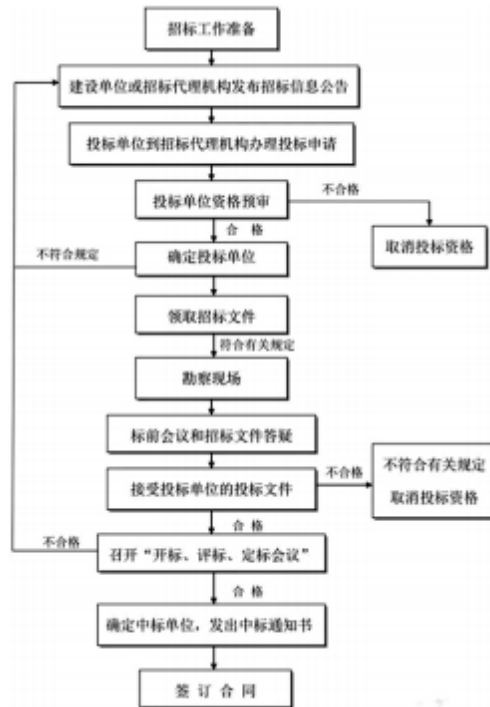 招标工作准备
建设单位或招标代理机构发布招标信息公告
投标单位到招标代理机构办理投标申请
不合格
投标单位资格预审
合 格
取消投标资格
不符合规定
确定投标单位
领取招标文件
符合有关规定
勘察现场
标前会议和招标文件答疑
不合格
不符合有关规定
取消投标资格
接受投标单位的投标文件
合 格
不合格
召开“开标、评标、定标会议”
合 格
确定中标单位，发出中标通知书
签 订 合 同